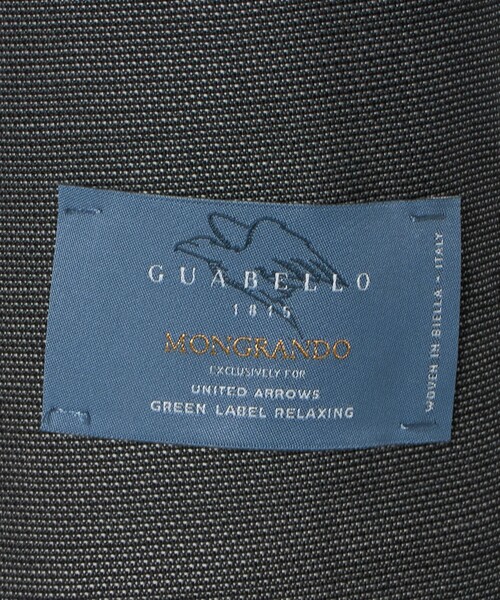 GUABELLO
1815
MONGRANDO
EXCLUSIVELY FOR
UNITED ARROWS
GREEN LABEL RELAXING
WOVEN IN BIELLA - ITALY